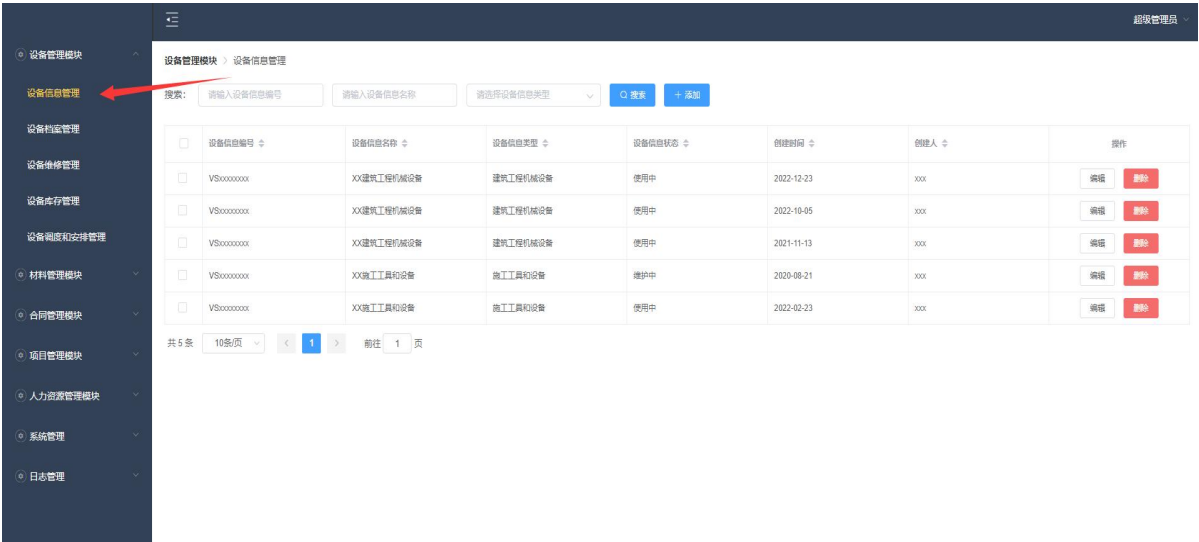 超级管理员
设备管理模块
设备信息管理
设备档案管理
设备维修管理
设备库存管理
设备调度和安排管理
材料管理模块
合同管理模块
项目管理模块
人力资源管理模块
系统管理
日志管理
设备管理模块 > 设备信息管理
搜索: 请输入设备信息编号 请输入设备信息名称 请选择设备信息类型 搜索 + 添加
设备信息编号 设备信息名称 设备信息类型 设备信息状态 创建时间 创建人 操作
VSxxxxxxxx XX建筑工程机械设备 建筑工程机械设备 使用中 2022-12-23 xxx 编辑 删除
VSxxxxxxxx XX建筑工程机械设备 建筑工程机械设备 使用中 2022-10-05 xxx 编辑 删除
VSxxxxxxxx XX建筑工程机械设备 建筑工程机械设备 使用中 2021-11-13 xxx 编辑 删除
VSxxxxxxxx XX施工工具和设备 施工工具和设备 维护中 2020-08-21 xxx 编辑 删除
VSxxxxxxxx XX施工工具和设备 施工工具和设备 使用中 2022-02-23 xxx 编辑 删除
共 5 条 10条/页 < 1 > 前往 1 页